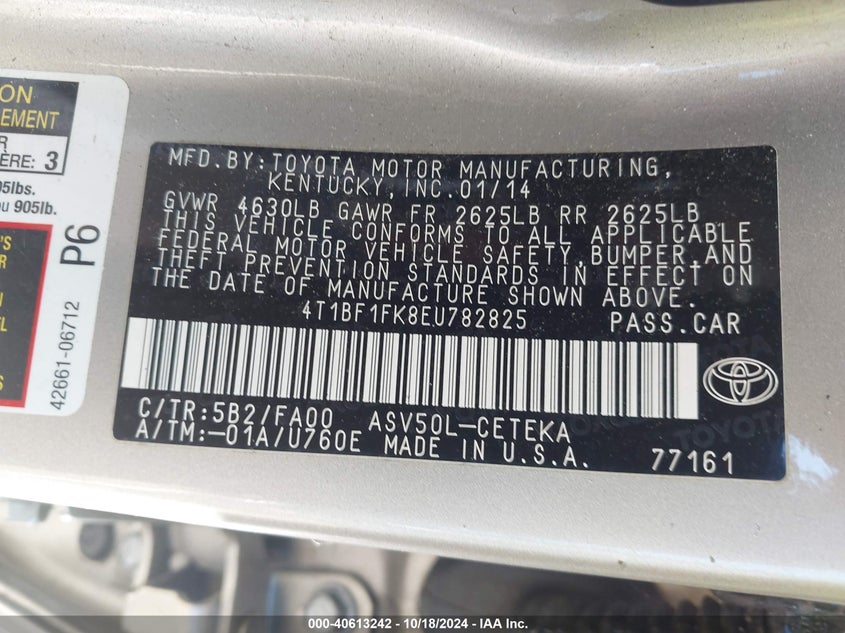 ON
LEMENT
R
ÈRE: 3
05lbs.
u 905lb.
P6
42661-06712
MFD.BY:TOYOTA MOTOR MANUFACTURING,
KENTUCKY,INC.01/14
GVWR 4630LB GAWR FR 2625LB RR 2625LB
THIS VEHICLE CONFORMS TO ALL APPLICABLE
FEDERAL MOTOR VEHICLE SAFETY,BUMPER,AND
THEFT PREVENTION STANDARDS IN EFFECT ON
THE DATE OF MANUFACTURE SHOWN ABOVE.
4T1BF1FK8EU782825 PASS.CAR
C/TR:5B2/FA00 ASV50L-CETEKA
A/TM:-01A/U760E MADE IN U.S.A. 77161
000-40613242 - 10/18/2024 - IAA Inc.